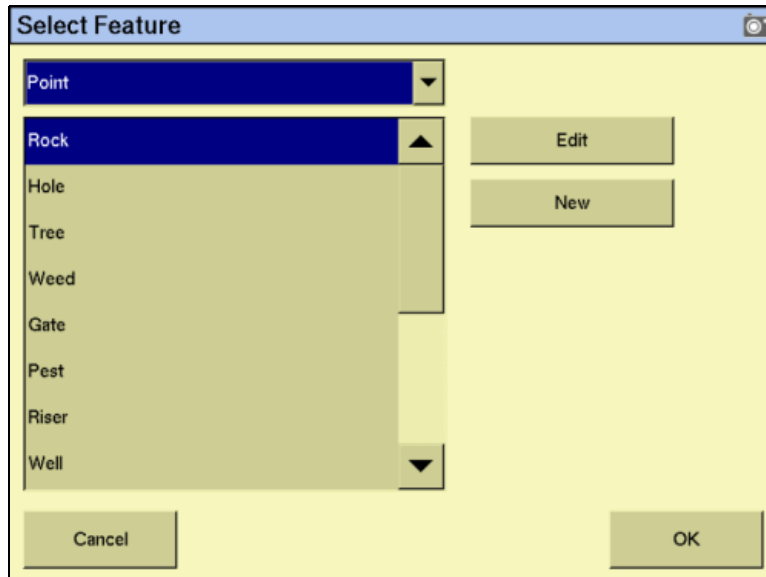 Select Feature
Point
Rock
Edit
Hole
New
Tree
Weed
Gate
Pest
Riser
Well
Cancel
OK